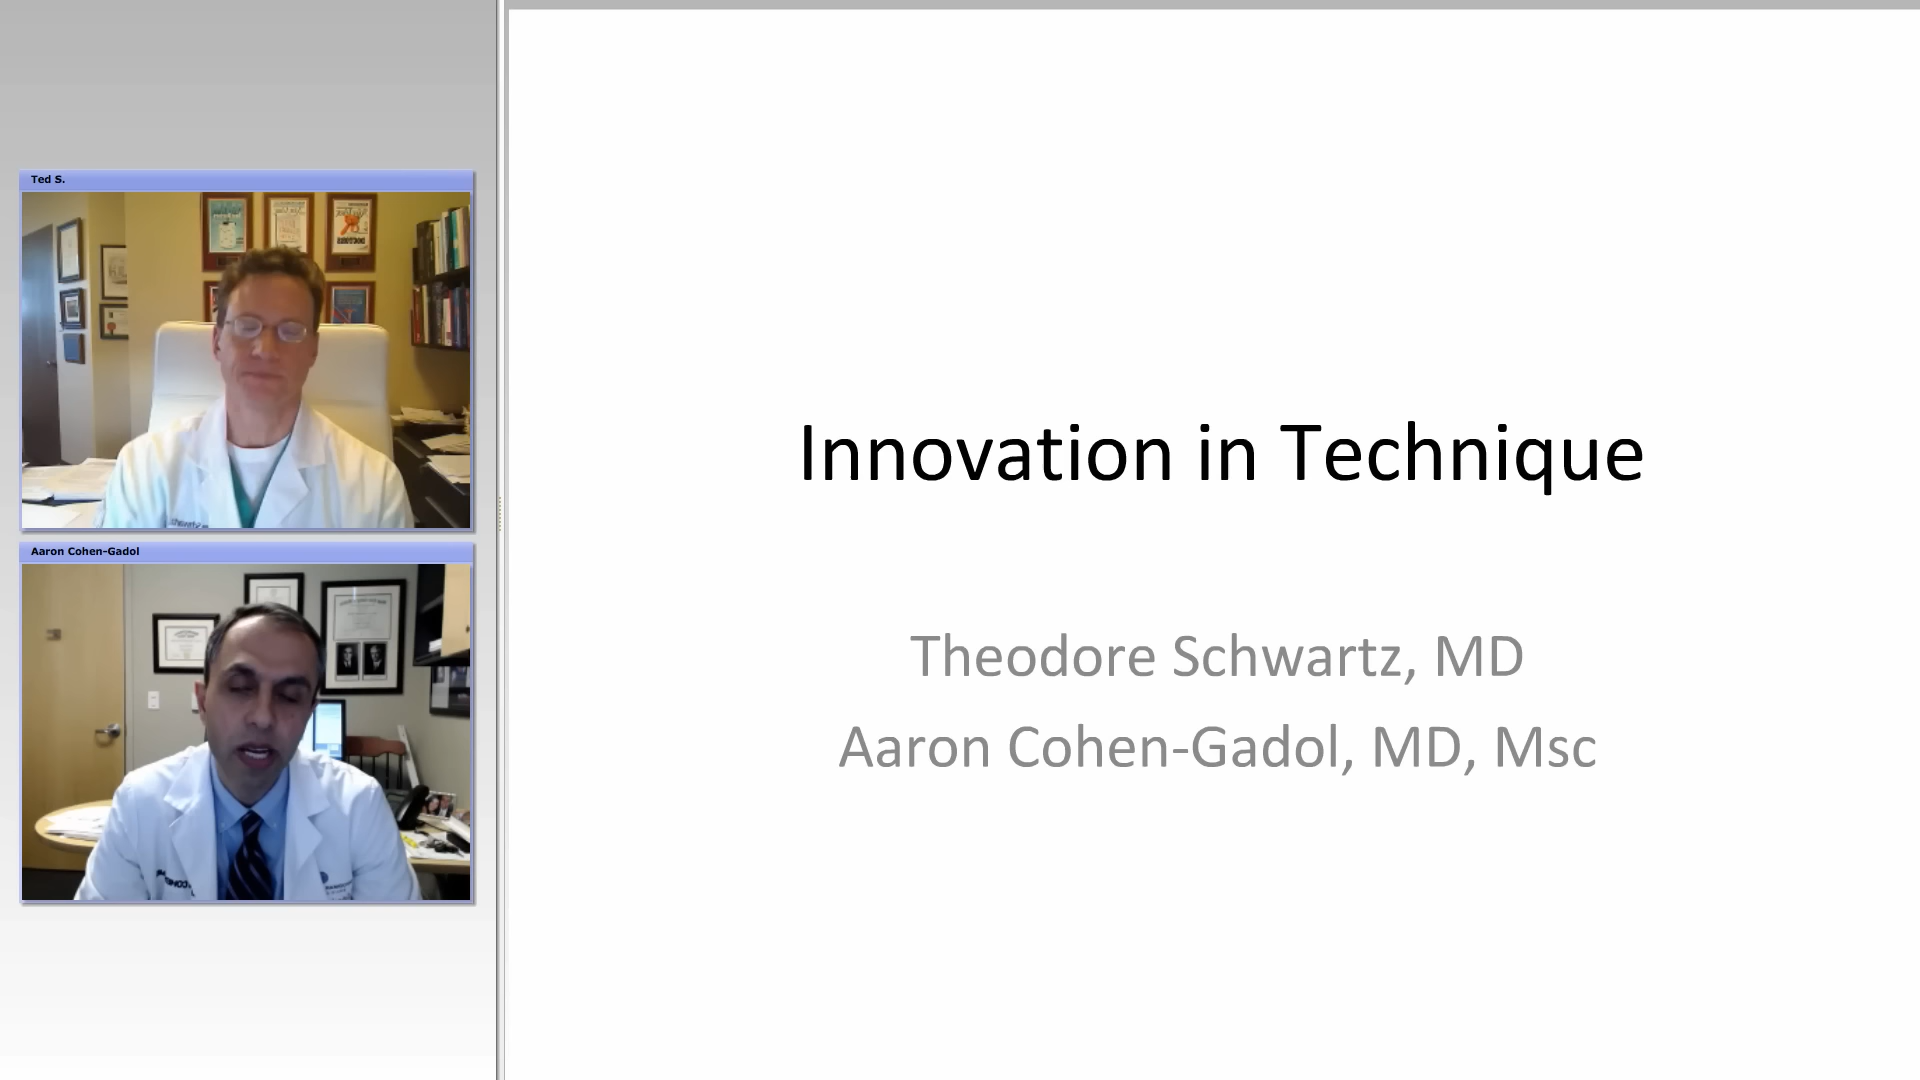 Ted S.
Aaron Cohen-Gadol
Innovation in Technique
Theodore Schwartz, MD
Aaron Cohen-Gadol, MD, Msc